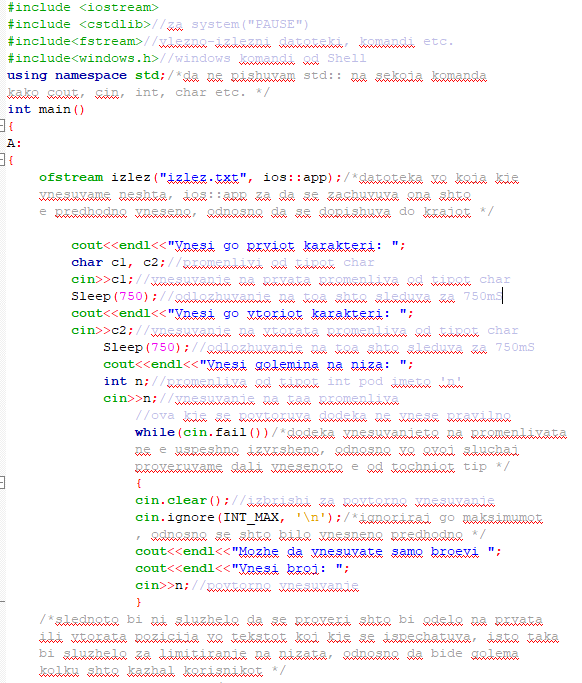 #include <iostream>
#include <cstdlib>//za system("PAUSE")
#include<fstream>//vlezno-izlezni datoteki, komandi etc.
#include<windows.h>//windows komandi od Shell
using namespace std;/*da ne pishuvam std:: na sekoja komanda
kako cout, cin, int, char etc. */
int main()
{
A:
{
ofstream izlez("izlez.txt", ios::app);/*datoteka vo koja kje
vnesuvame neshta, ios::app za da se zachuvuva ona shto
e predhodno vneseno, odnosno da se dopishuva do krajot */
cout<<endl<<"Vnesi go prviot karakteri: ";
char c1, c2;//promenlivi od tipot char
cin>>c1;//vnesuvanje na prvata promenliva od tipot char
Sleep(750);//odlozhuvanje na toa shto sleduva za 750mS
cout<<endl<<"Vnesi go vtoriot karakteri: ";
cin>>c2;//vnesuvanje na vtorata promenliva od tipot char
Sleep(750);//odlozhuvanje na toa shto sleduva za 750mS
cout<<endl<<"Vnesi golemina na niza: ";
int n;//promenliva od tipot int pod imeto 'n'
cin>>n;//vnesuvanje na taa promenliva
//ova kje se povtoruva dodeka ne vnese pravilno
while(cin.fail())/*dodeka vnesuvanjeto na promenlivata
ne e uspeshno izvrsheno, odnosno vo ovoj sluchaj
proveruvame dali vnesenoto e od tochniot tip */
{
cin.clear();//izbrishi za povtorno vnesuvanje
cin.ignore(INT_MAX, '\n');/*ignoriraj go maksimumot
, odnosno se shto bilo vnesneno predhodno */
cout<<endl<<"Mozhe da vnesuvate samo broevi ";
cout<<endl<<"Vnesi broj: ";
cin>>n;//povtorno vnesuvanje
}
/*slednoto bi ni sluzhelo da se proveri shto bi odelo na prvata
ili vtorata pozicija vo tekstot koj kje se ispechatuva, isto taka
bi sluzhelo za limitiranje na nizata, odnosno da bide golema
kolku shto kazhal korisnikot */